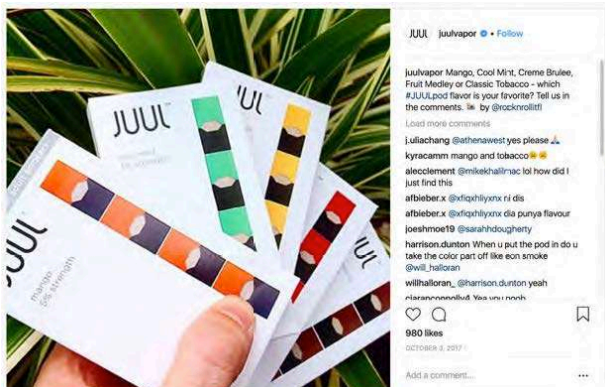 JUUL
JUUL
JUUL
mango
5% strength
JUUL
juulvapor • Follow
juulvapor Mango, Cool Mint, Creme Brulee,
Fruit Medley or Classic Tobacco - which
#JUULpod flavor is your favorite? Tell us in
the comments. by @rocknrollitfl
Load more comments
j.uliachang @athenawest yes please
kyracamm mango and tobacco
alecclement @mikekhalilmac lol how did I
just find this
afbieber.x @xfiqxhliyxnx ni dis
afbieber.x @xfiqxhliyxnx dia punya flavour
joeshmoe19 @sarahhdougherty
harrison.dunton When u put the pod in do u
take the color part off like eon smoke
@will_halloran
willhalloran_ @harrison.dunton yeah
ciaranconnolly4 Yea you noob
980 likes
OCTOBER 3, 2017
Add a comment...